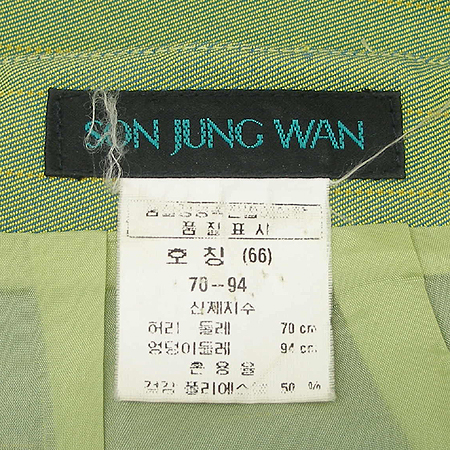 SON JUNG WAN
품질표시
호칭 (66)
70--94
신체치수
허리 둘레 70 cm
엉덩이둘레 94 cm
혼용율
겉감 폴리에스 50 %